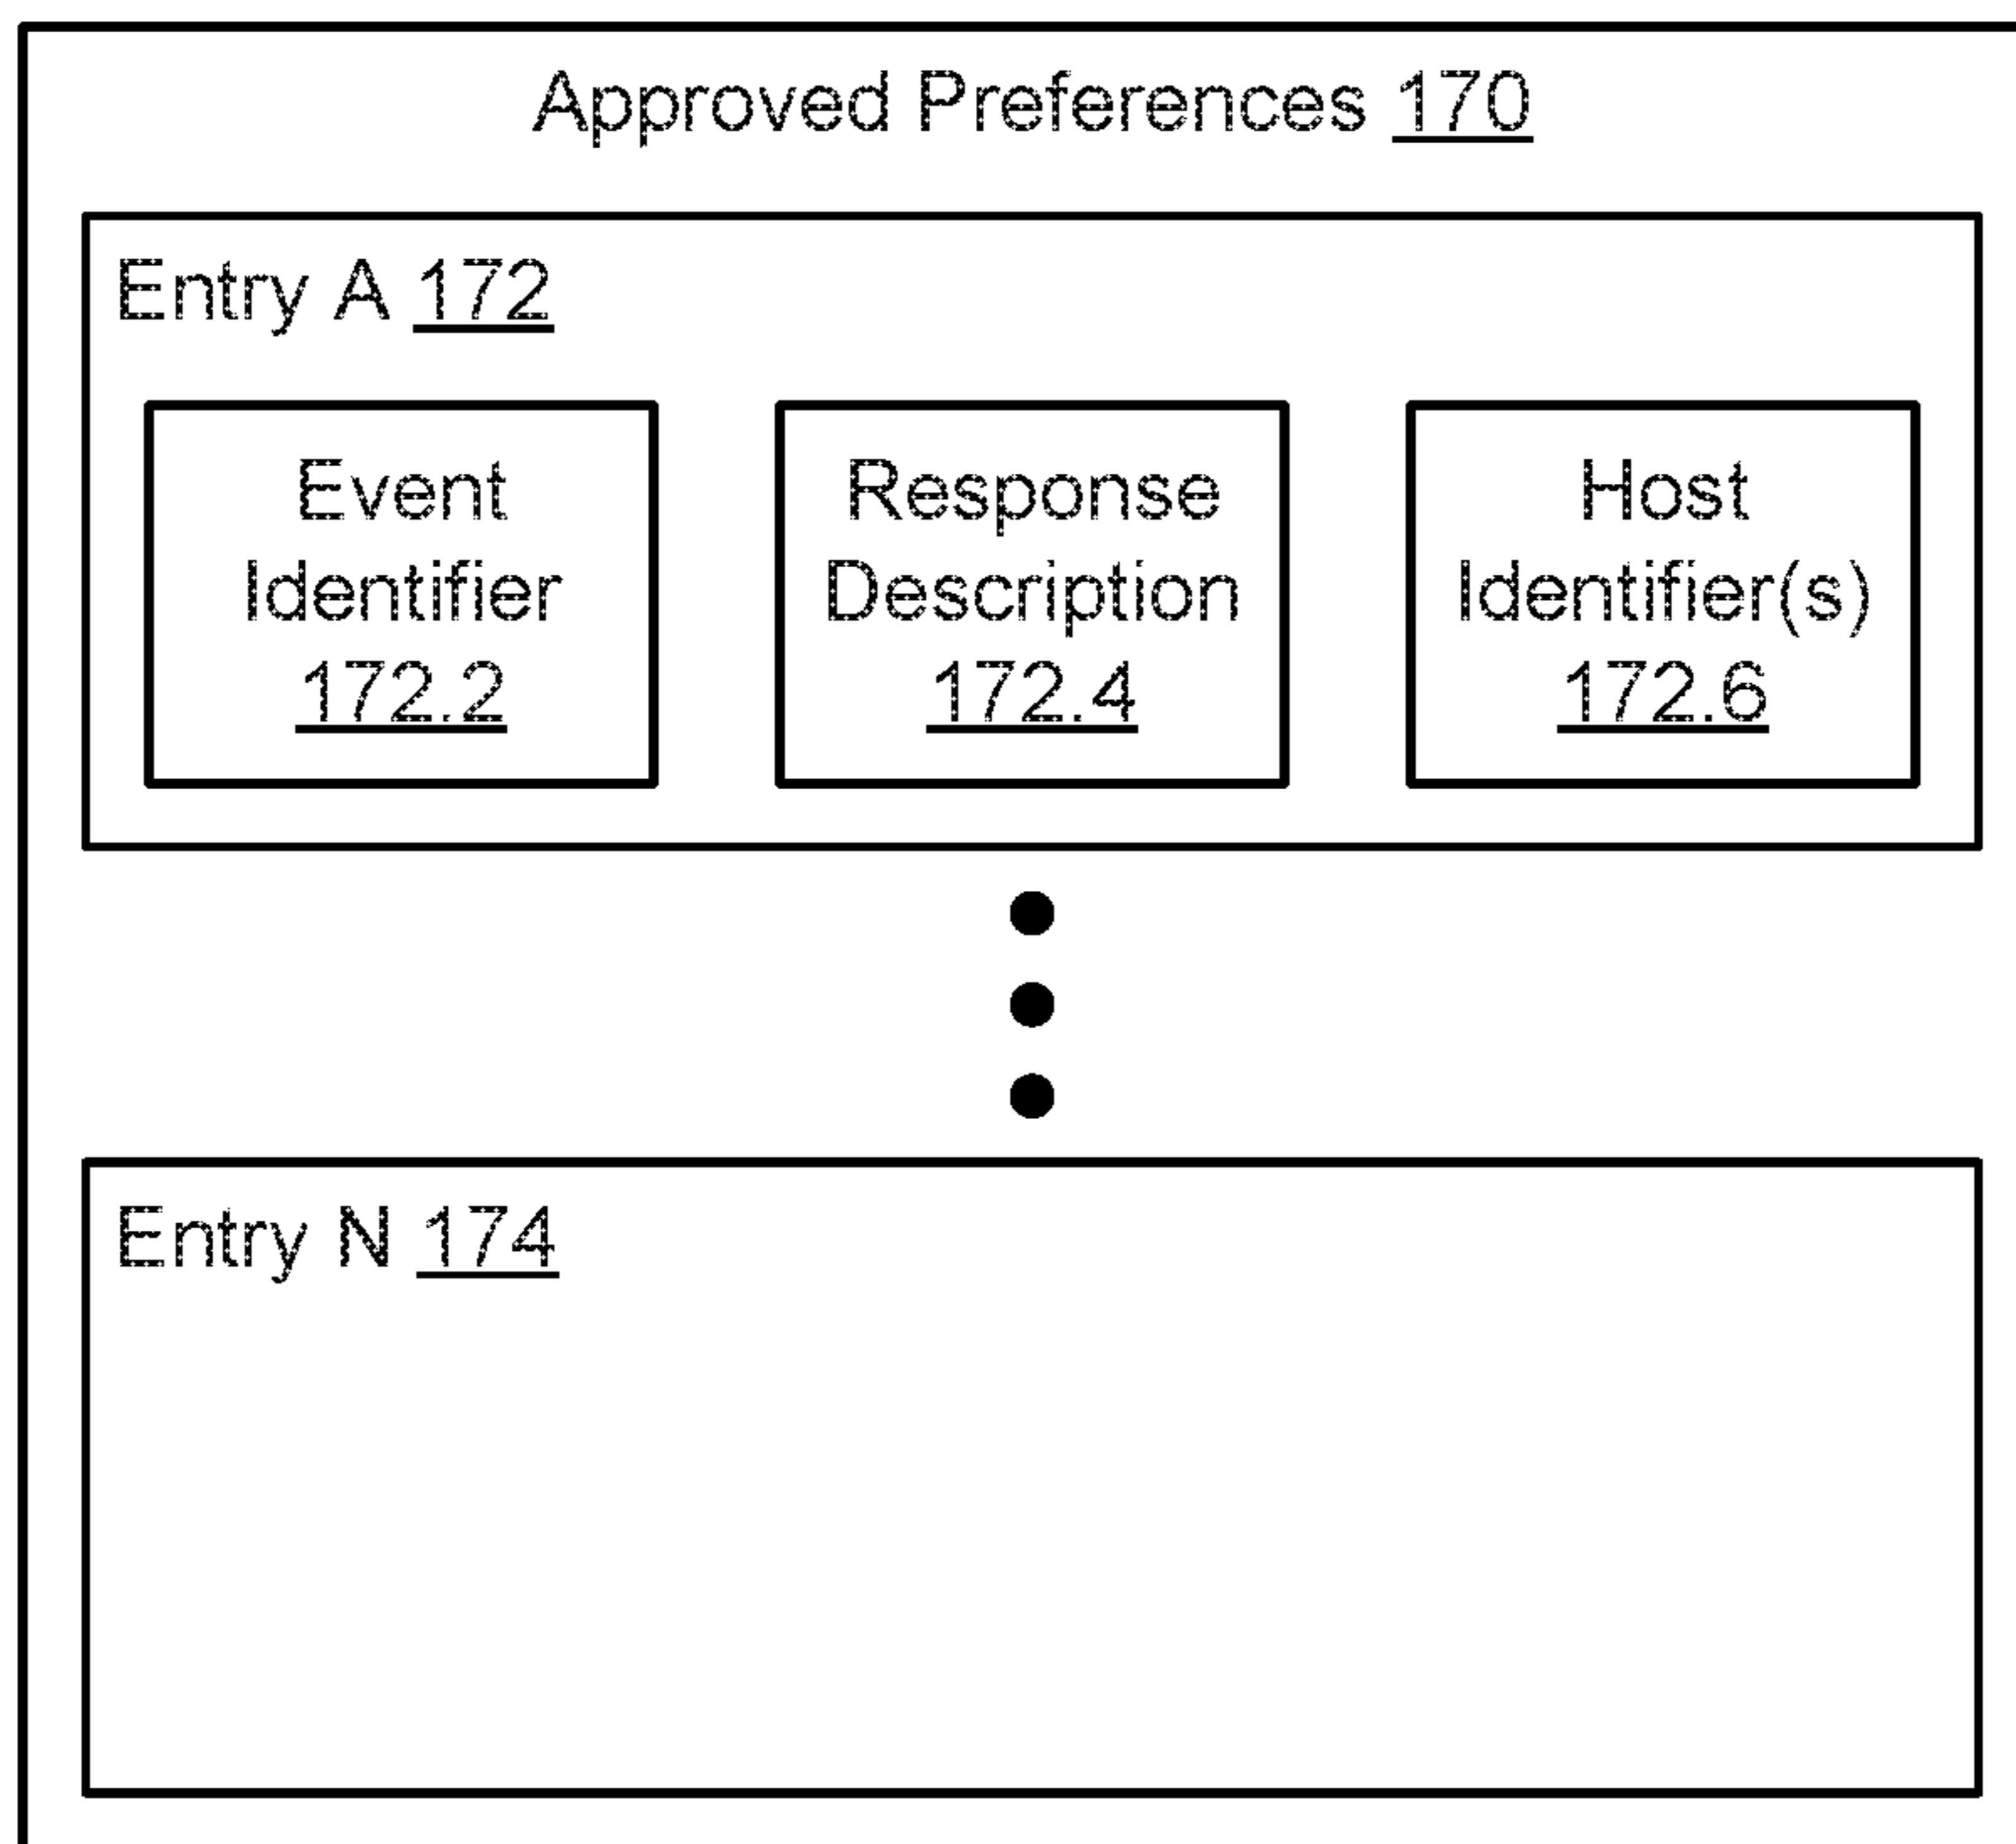 Approved Preferences 170
Entry A 172
Event
Identifier
172.2
Response
Description
172.4
Host
Identifier(s)
172.6
Entry N 174